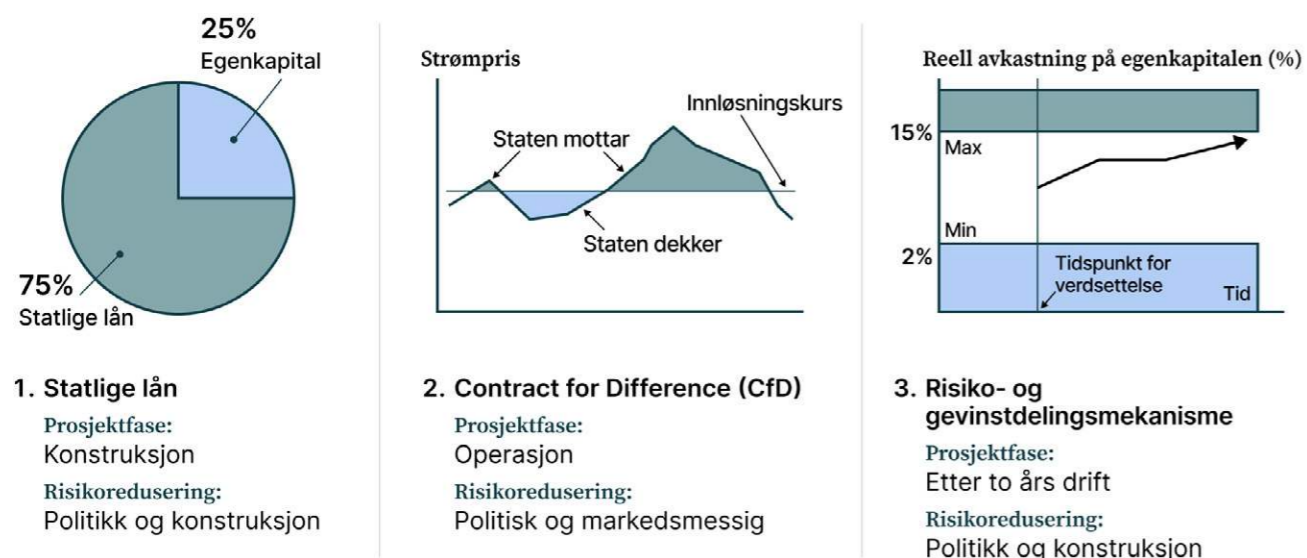 25%
Egenkapital
75%
Statlige lån
1. Statlige lån
Prosjektfase:
Konstruksjon
Risikoredusering:
Politikk og konstruksjon
Strømpris
Innløsningskurs
Staten mottar
Staten dekker
2. Contract for Difference (CfD)
Prosjektfase:
Operasjon
Risikoredusering:
Politisk og markedsmessig
Reell avkastning på egenkapitalen (%)
15%
Max
Min
2%
Tidspunkt for
verdsettelse
Tid
3. Risiko- og
gevinstdelingsmekanisme
Prosjektfase:
Etter to års drift
Risikoredusering:
Politikk og konstruksjon